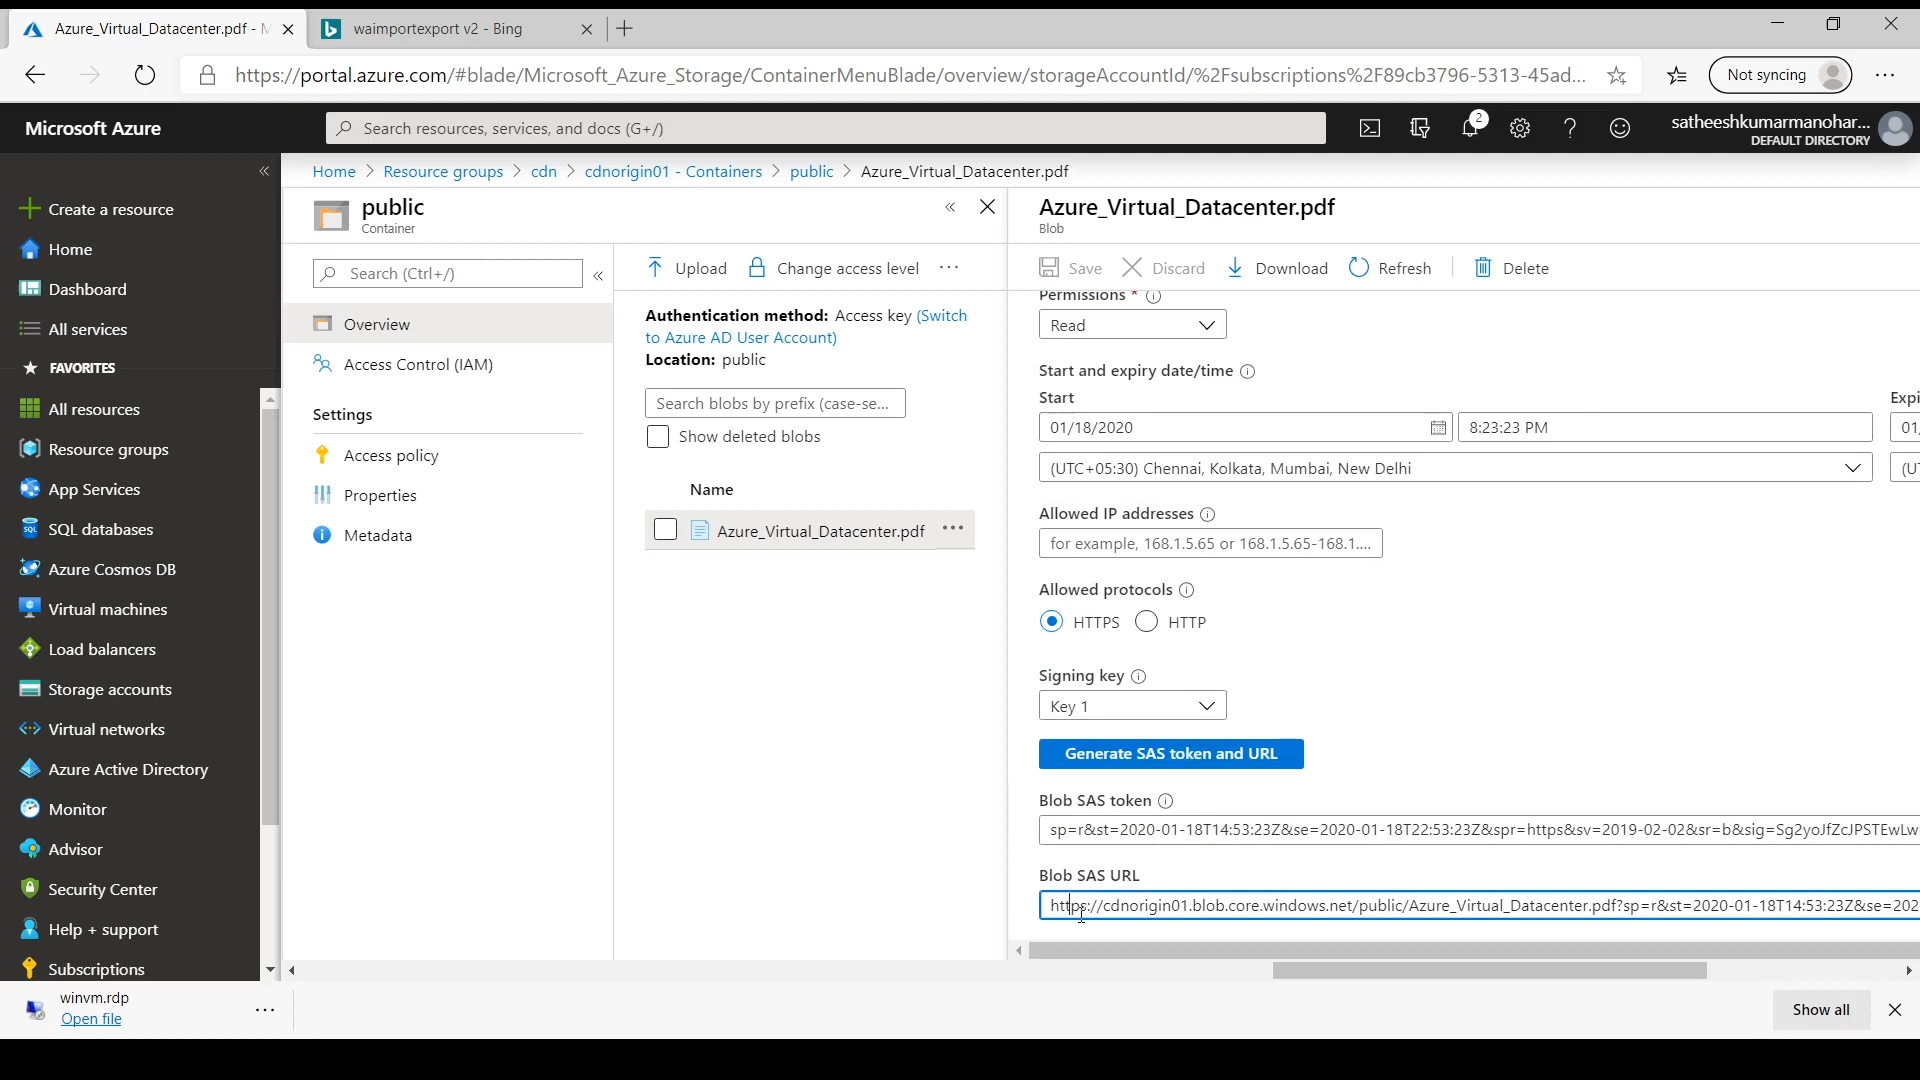 Azure_Virtual_Datacenter.pdf - M
waimportexport v2 - Bing
https://portal.azure.com/#blade/Microsoft_Azure_Storage/ContainerMenuBlade/overview/storageAccountId/%2Fsubscriptions%2F89cb3796-5313-45ad...
Not syncing
Microsoft Azure
Search resources, services, and docs (G+/)
2
satheeshkumarmanohar...
DEFAULT DIRECTORY
Create a resource
Home
Dashboard
All services
FAVORITES
All resources
Resource groups
App Services
SQL databases
Azure Cosmos DB
Virtual machines
Load balancers
Storage accounts
Virtual networks
Azure Active Directory
Monitor
Advisor
Security Center
Help + support
Subscriptions
Home > Resource groups > cdn > cdnorigin01 - Containers > public > Azure_Virtual_Datacenter.pdf
public
Container
Search (Ctrl+/)
Overview
Access Control (IAM)
Settings
Access policy
Properties
Metadata
Upload
Change access level
Authentication method: Access key (Switch
to Azure AD User Account)
Location: public
Search blobs by prefix (case-se...
Show deleted blobs
Name
Azure_Virtual_Datacenter.pdf
Azure_Virtual_Datacenter.pdf
Blob
Save
Discard
Download
Refresh
Delete
Permissions *
Read
Start and expiry date/time
Start
Expi
01/18/2020
8:23:23 PM
01/
(UTC+05:30) Chennai, Kolkata, Mumbai, New Delhi
(UT
Allowed IP addresses
for example, 168.1.5.65 or 168.1.5.65-168.1....
Allowed protocols
HTTPS
HTTP
Signing key
Key 1
Generate SAS token and URL
Blob SAS token
sp=r&st=2020-01-18T14:53:23Z&se=2020-01-18T22:53:23Z&spr=https&sv=2019-02-02&sr=b&sig=Sg2yoJfZcJPSTEwLw
Blob SAS URL
https://cdnorigin01.blob.core.windows.net/public/Azure_Virtual_Datacenter.pdf?sp=r&st=2020-01-18T14:53:23Z&se=202
winvm.rdp
Open file
Show all